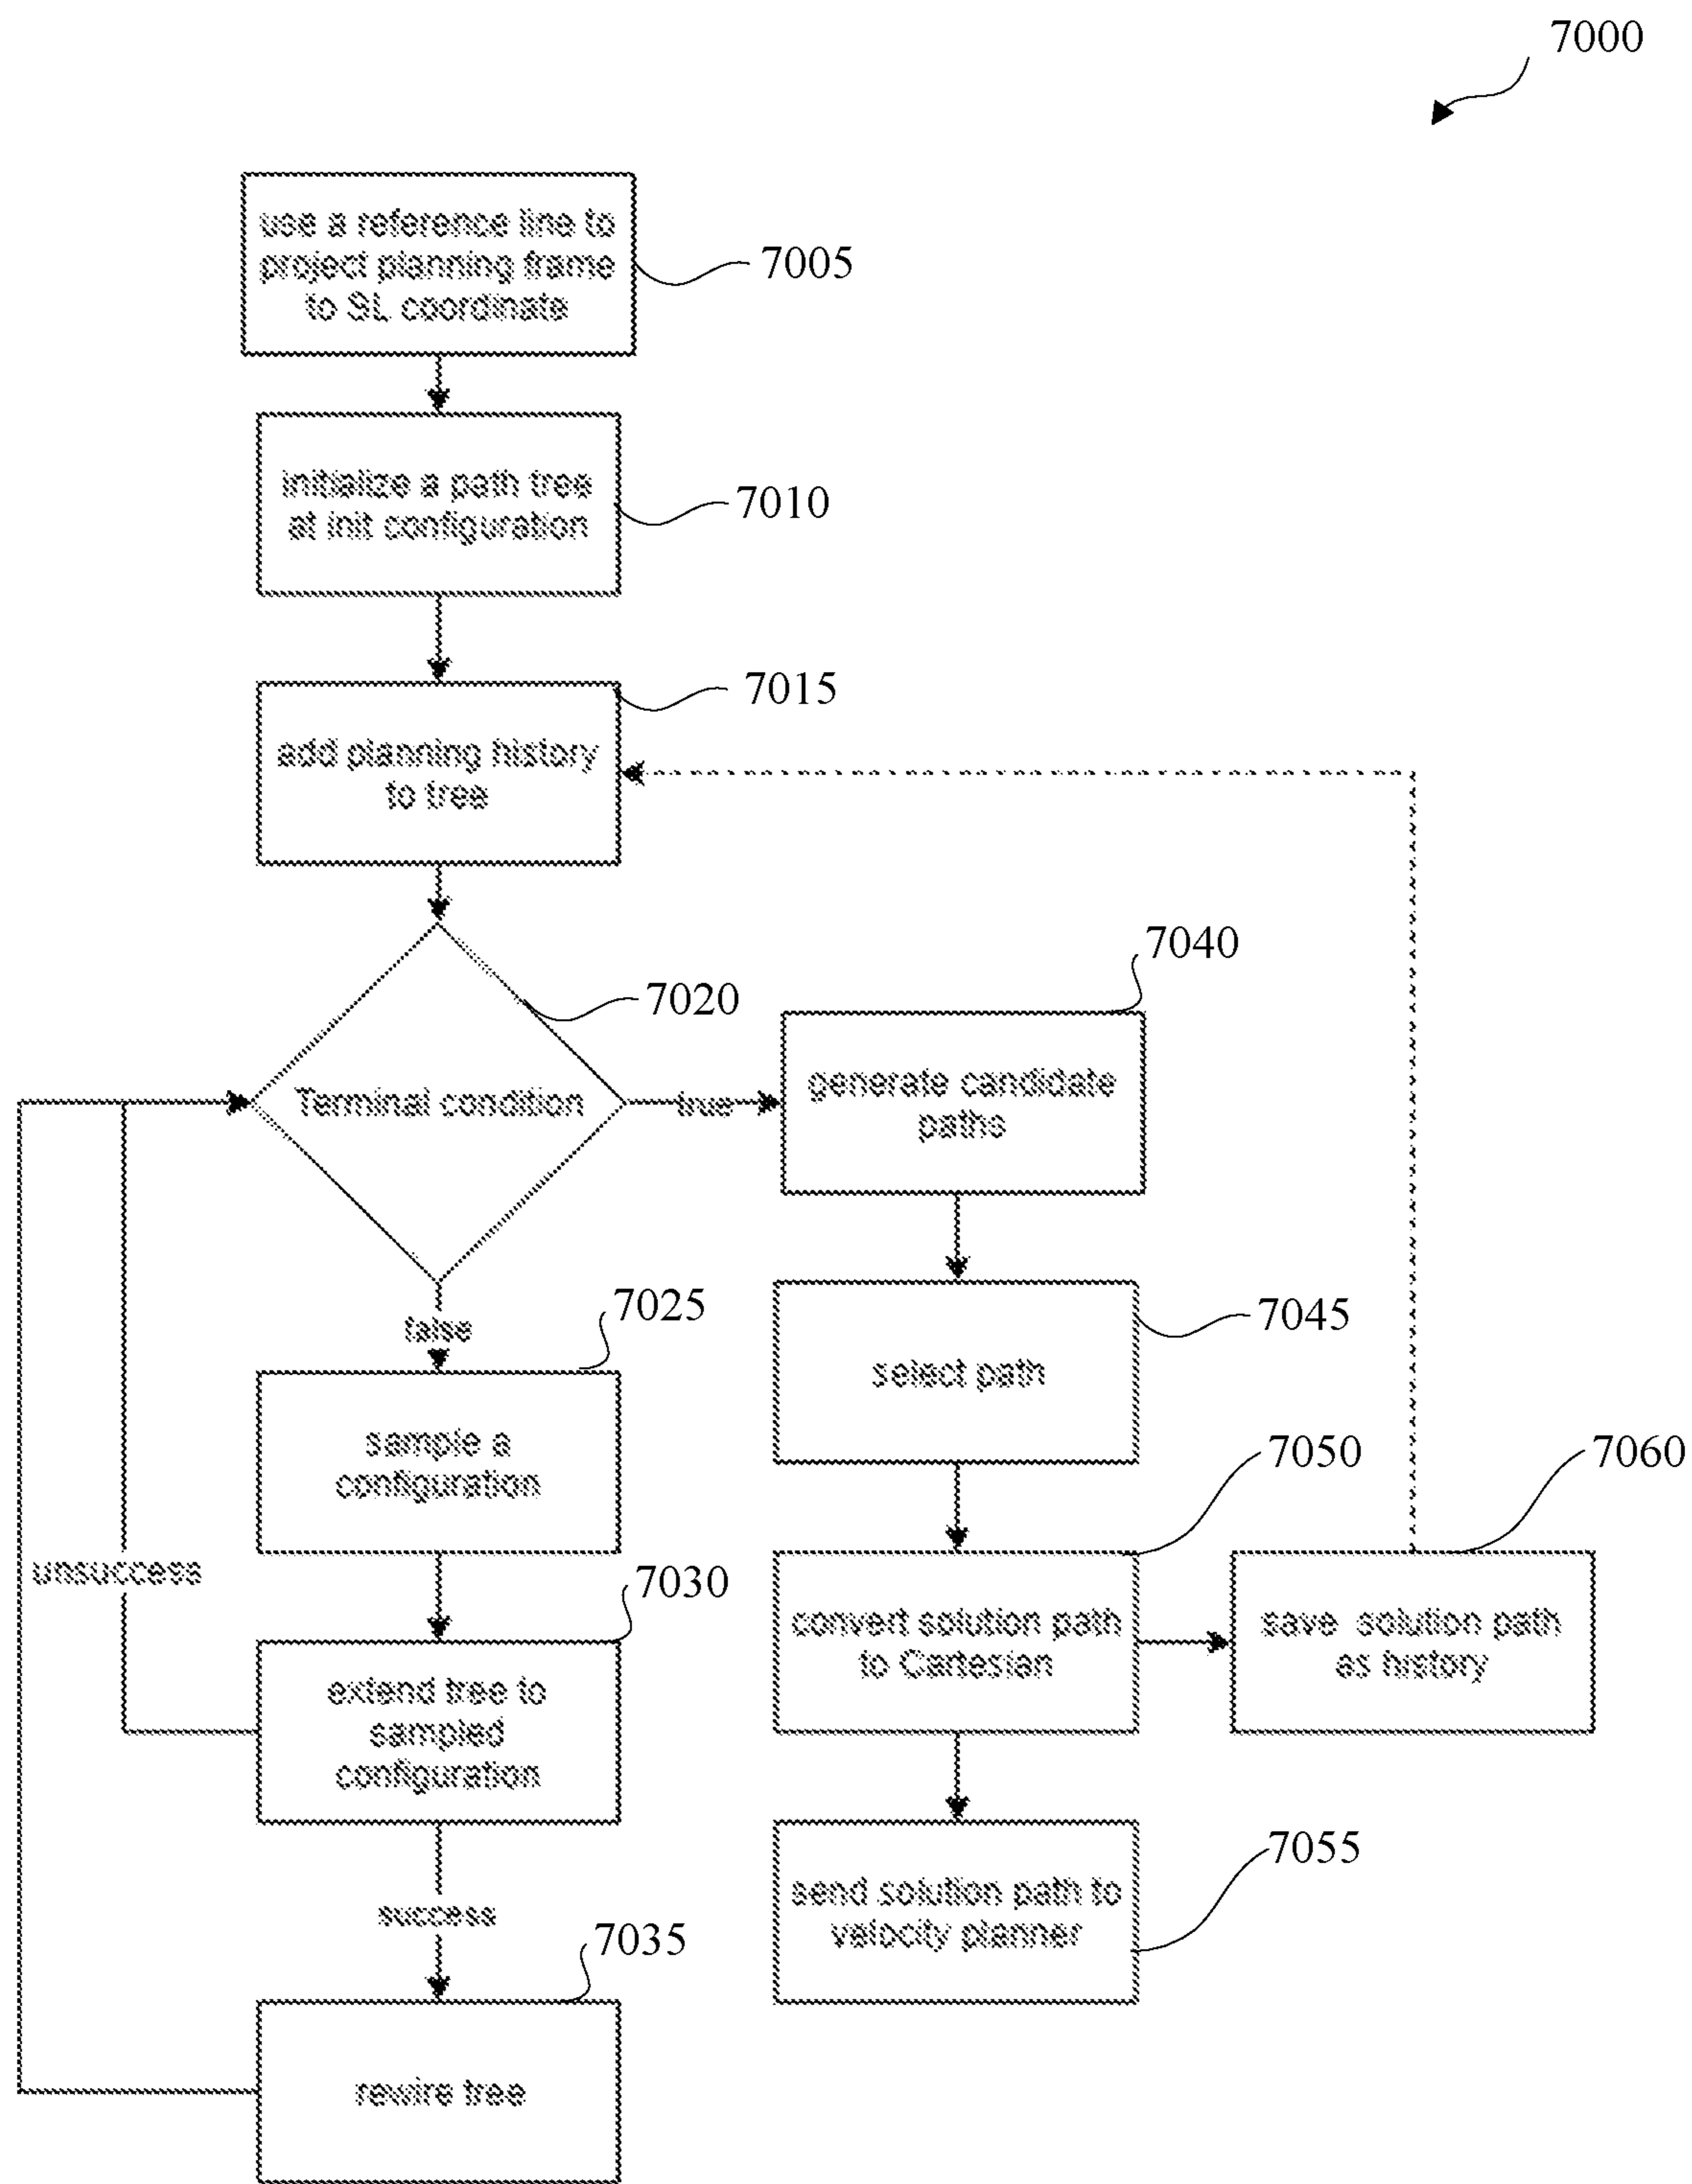 7000
use a reference line to
project planning frame
to SL coordinate
7005
initialize a path tree
at init configuration
7010
7015
add planning history
to tree
7020
Terminal condition
true
7040
generate candidate
paths
false
7025
sample a
configuration
7045
select path
unsuccess
7030
extend tree to
sampled
configuration
7050
convert solution path
to Cartesian
7060
save solution path
as history
success
7035
rewire tree
7055
send solution path to
velocity planner